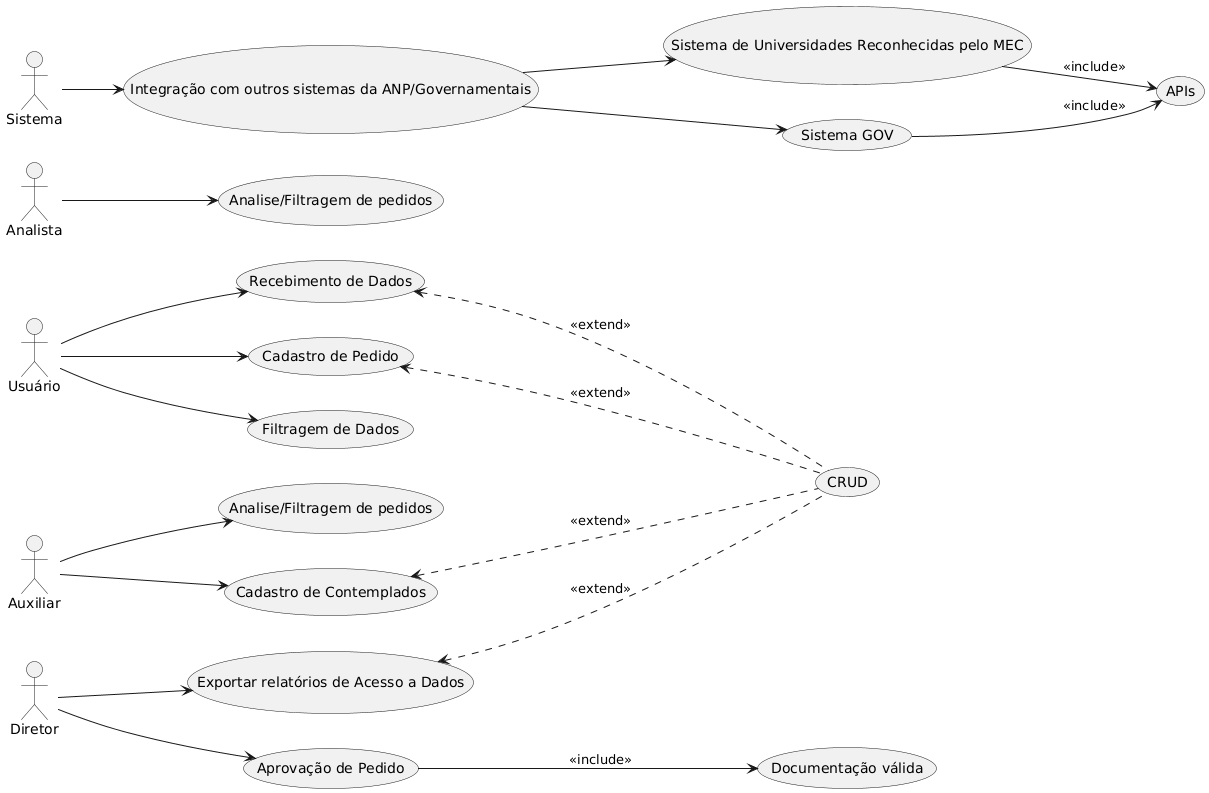 Sistema de Universidades Reconhecidas pelo MEC
«include»
Integração com outros sistemas da ANP/Governamentais
APIs
«include»
Sistema
Sistema GOV
Analise/Filtragem de pedidos
Analista
Recebimento de Dados
«extend»
Cadastro de Pedido
Usuário
«extend»
Filtragem de Dados
CRUD
Analise/Filtragem de pedidos
«extend»
Cadastro de Contemplados
Auxiliar
«extend»
Exportar relatórios de Acesso a Dados
Diretor
«include»
Aprovação de Pedido
Documentação válida